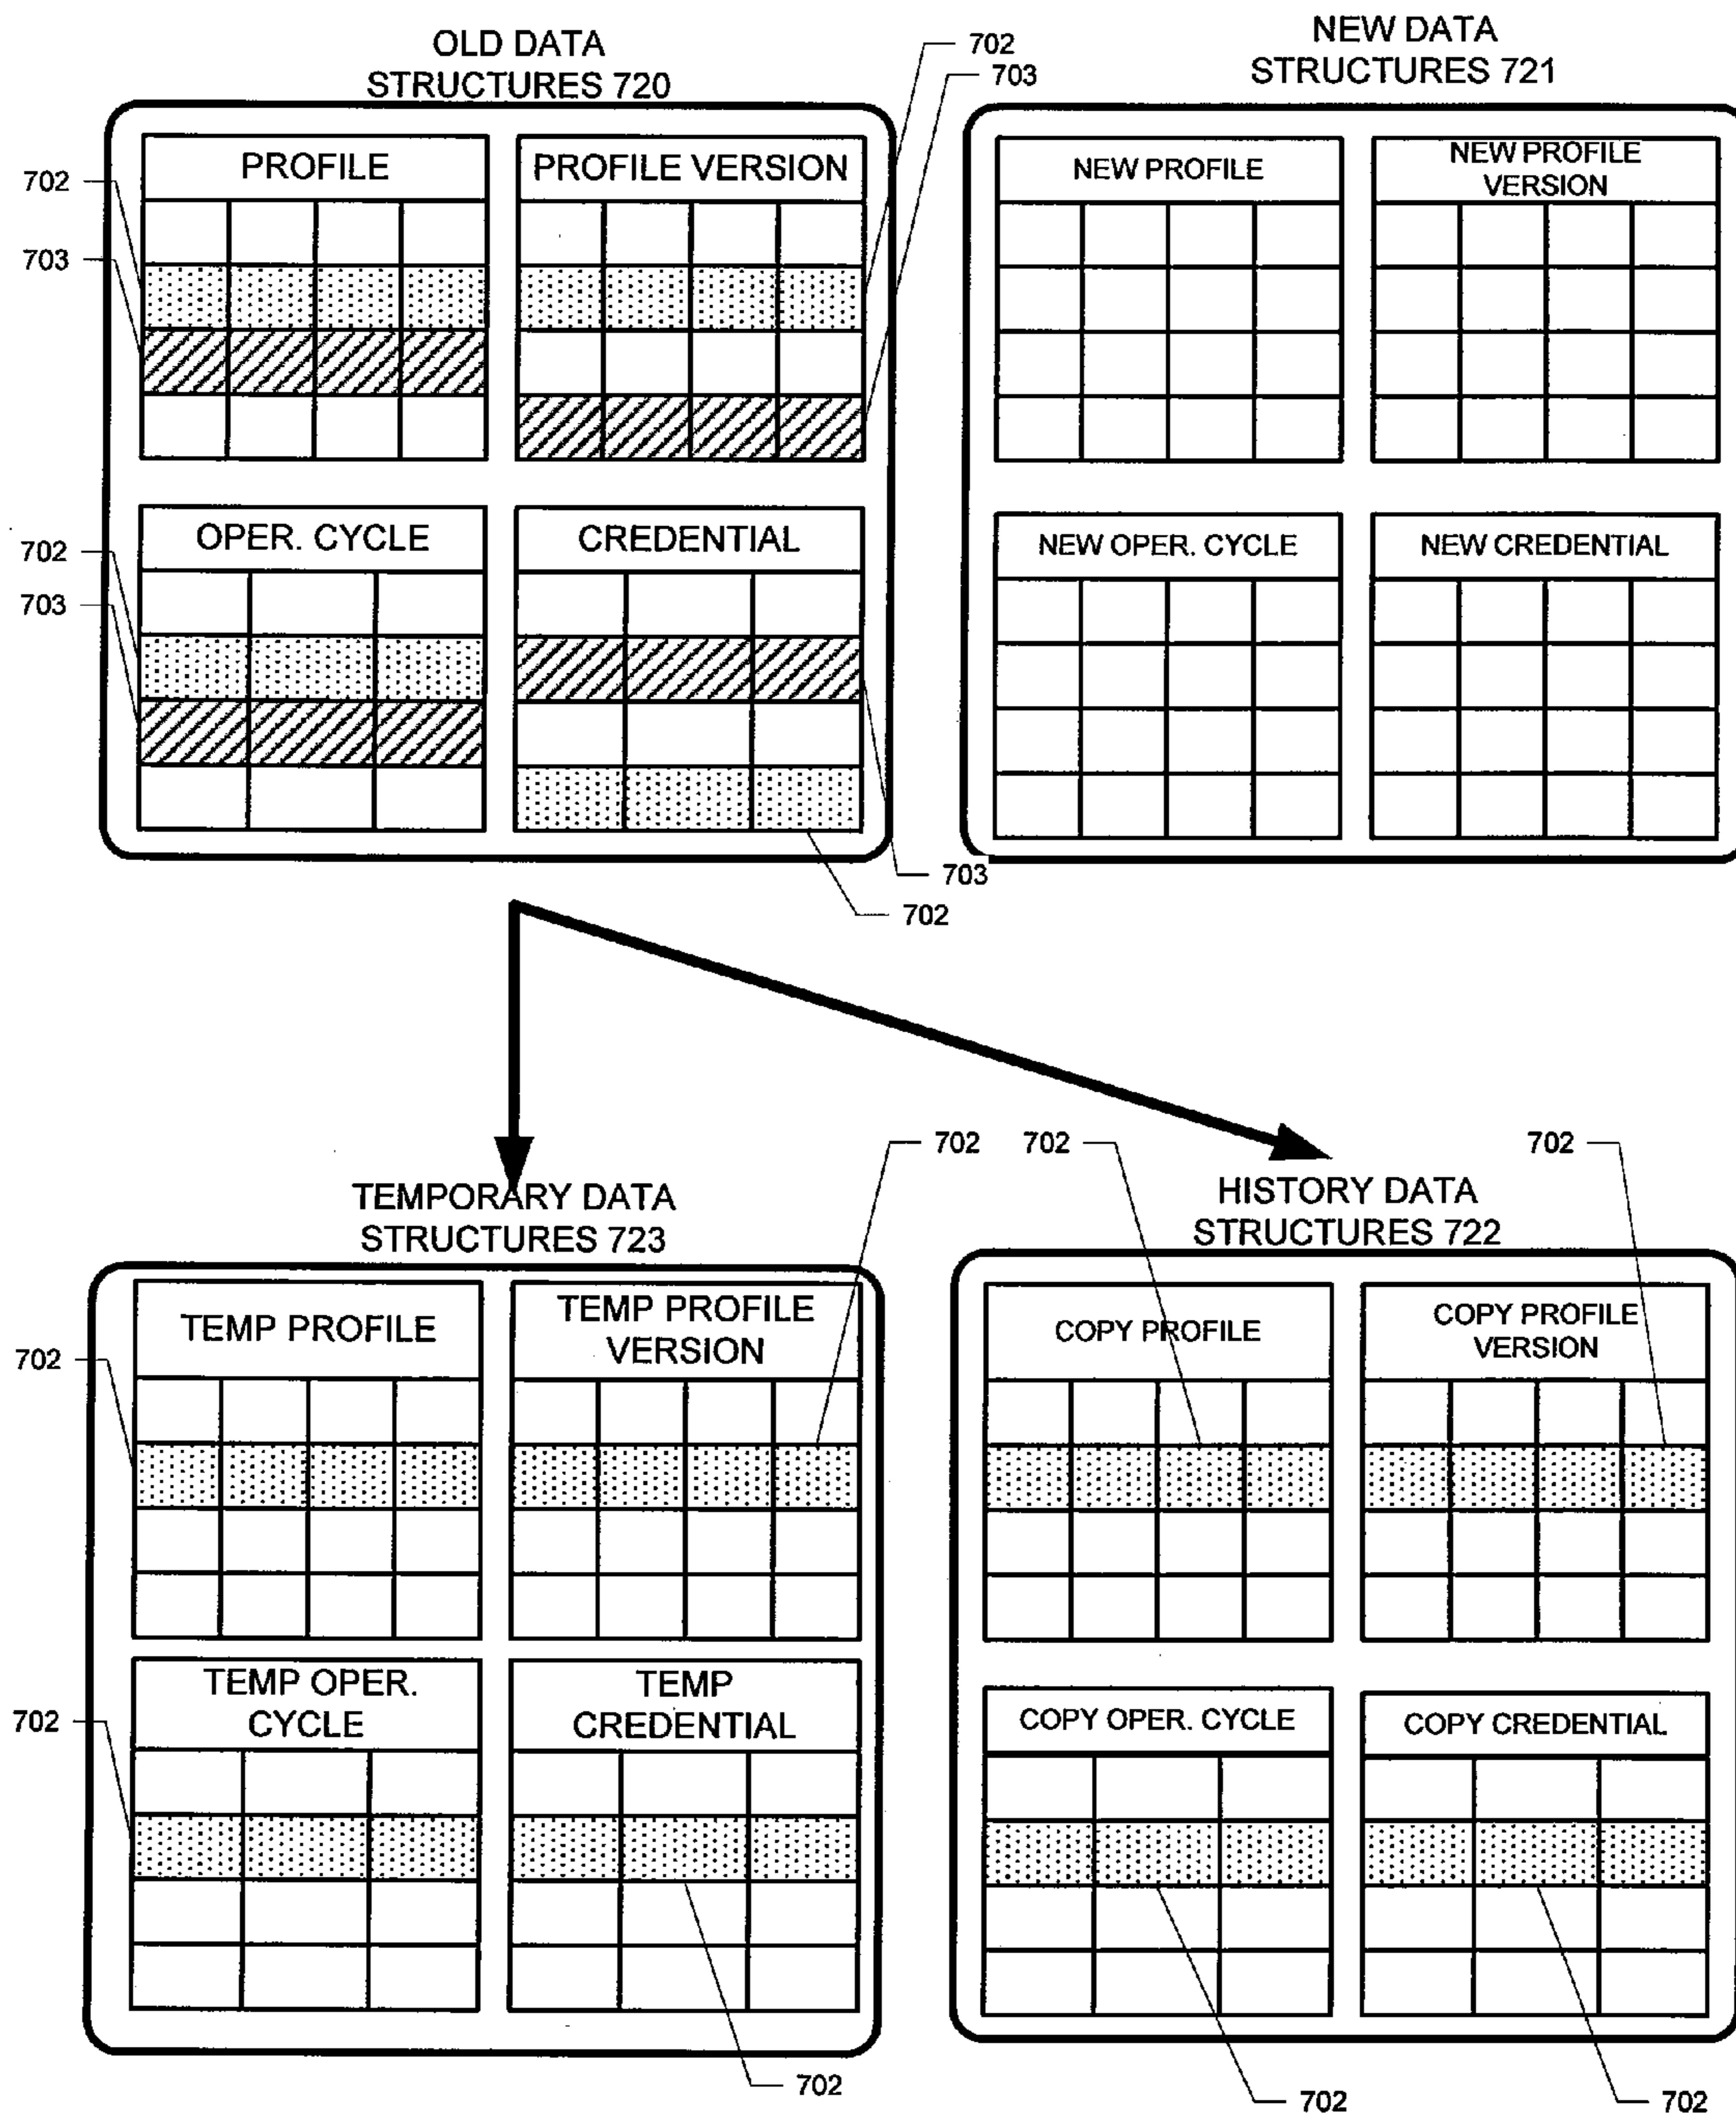 OLD DATA
STRUCTURES 720
702
703
NEW DATA
STRUCTURES 721
PROFILE
PROFILE VERSION
NEW PROFILE
NEW PROFILE
VERSION
702
703
OPER. CYCLE
CREDENTIAL
NEW OPER. CYCLE
NEW CREDENTIAL
702
703
703
702
702
702
702
TEMPORARY DATA
STRUCTURES 723
HISTORY DATA
STRUCTURES 722
TEMP PROFILE
TEMP PROFILE
VERSION
COPY PROFILE
COPY PROFILE
VERSION
702
TEMP OPER.
CYCLE
TEMP
CREDENTIAL
COPY OPER. CYCLE
COPY CREDENTIAL
702
702
702
702